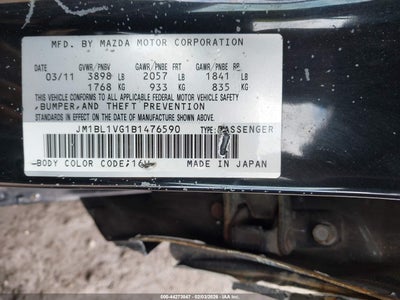 MFD. BY MAZDA MOTOR CORPORATION
GVWR/PNBV GAWR/PNBE FRT GAWR/PNBE RR
03/11 3898 LB 2057 LB 1841 LB
1768 KG 933 KG 835 KG
THIS VEHICLE CONFORMS TO ALL APPLICABLE FEDERAL MOTOR VEHICLE SAFETY,
BUMPER, AND THEFT PREVENTION
STANDARDS IN EFFECT ON THE DATE OF MANUFACTURE SHOWN ABOVE.
JM1BL1VG1B1476590 TYPE: PASSENGER
BODY COLOR CODE: 16W MADE IN JAPAN